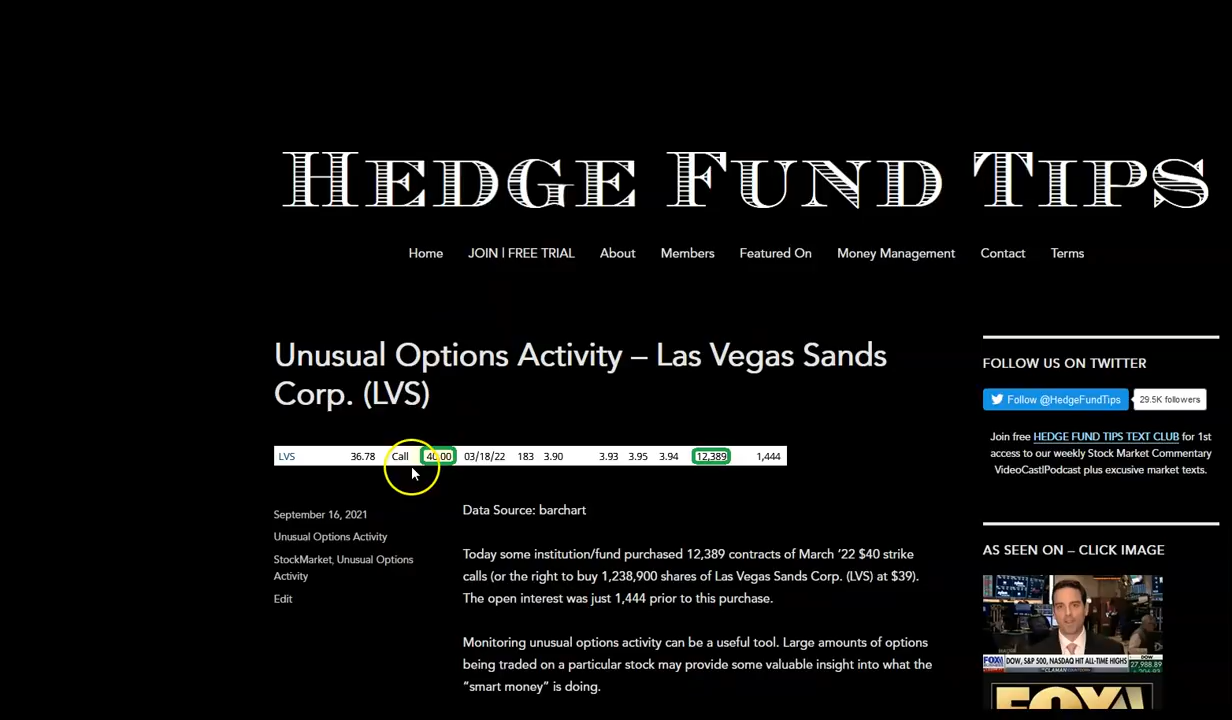 HEDGE FUND TIPS
Home JOIN | FREE TRIAL About Members Featured On Money Management Contact Terms
Unusual Options Activity – Las Vegas Sands
Corp. (LVS)
LVS 36.78 Call 40.00 03/18/22 183 3.90 3.93 3.95 3.94 12,389 1,444
September 16, 2021
Unusual Options Activity
StockMarket, Unusual Options
Activity
Edit
Data Source: barchart
Today some institution/fund purchased 12,389 contracts of March ’22 $40 strike
calls (or the right to buy 1,238,900 shares of Las Vegas Sands Corp. (LVS) at $39).
The open interest was just 1,444 prior to this purchase.
Monitoring unusual options activity can be a useful tool. Large amounts of options
being traded on a particular stock may provide some valuable insight into what the
“smart money” is doing.
FOLLOW US ON TWITTER
Follow @HedgeFundTips 29.5K followers
Join free HEDGE FUND TIPS TEXT CLUB for 1st
access to our weekly Stock Market Commentary
VideoCast|Podcast plus excusive market texts.
AS SEEN ON – CLICK IMAGE
DOW, S&P 500, NASDAQ HIT ALL-TIME HIGHS
DOW
27,988.89
FOX